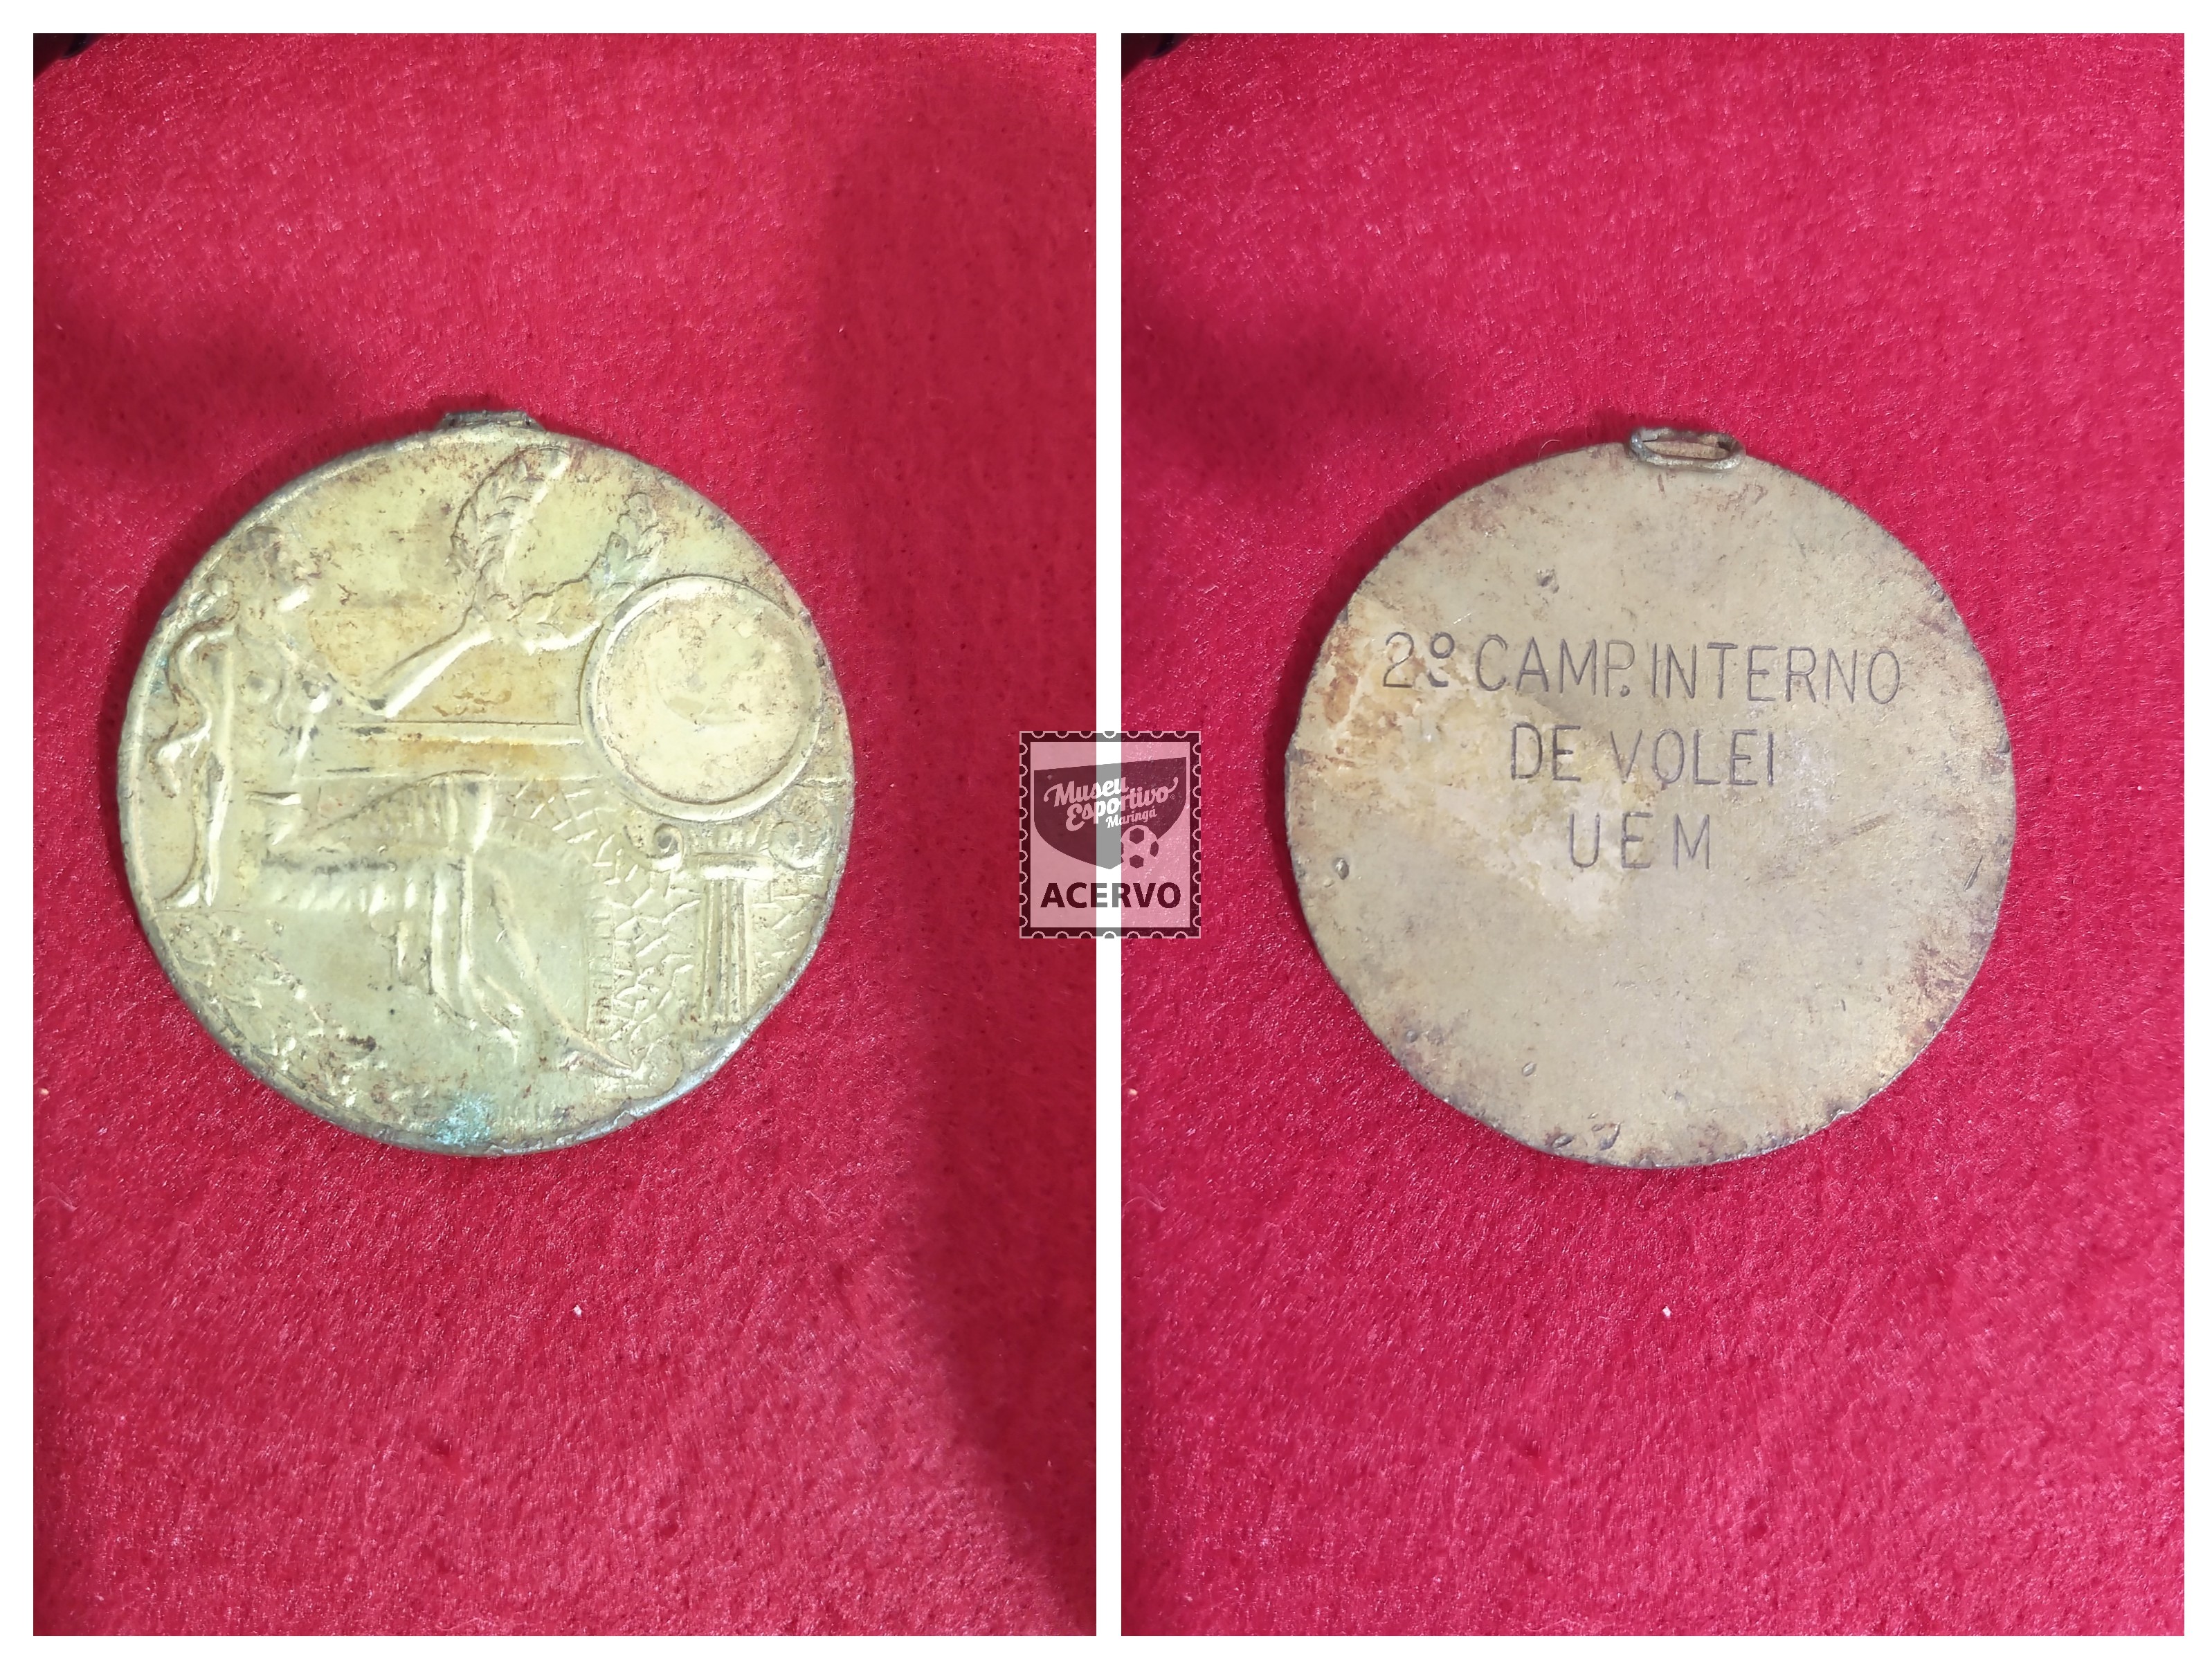 Museu
Esportivo
Maringá
ACERVO
2º CAMP. INTERNO
DE VOLEI
UEM